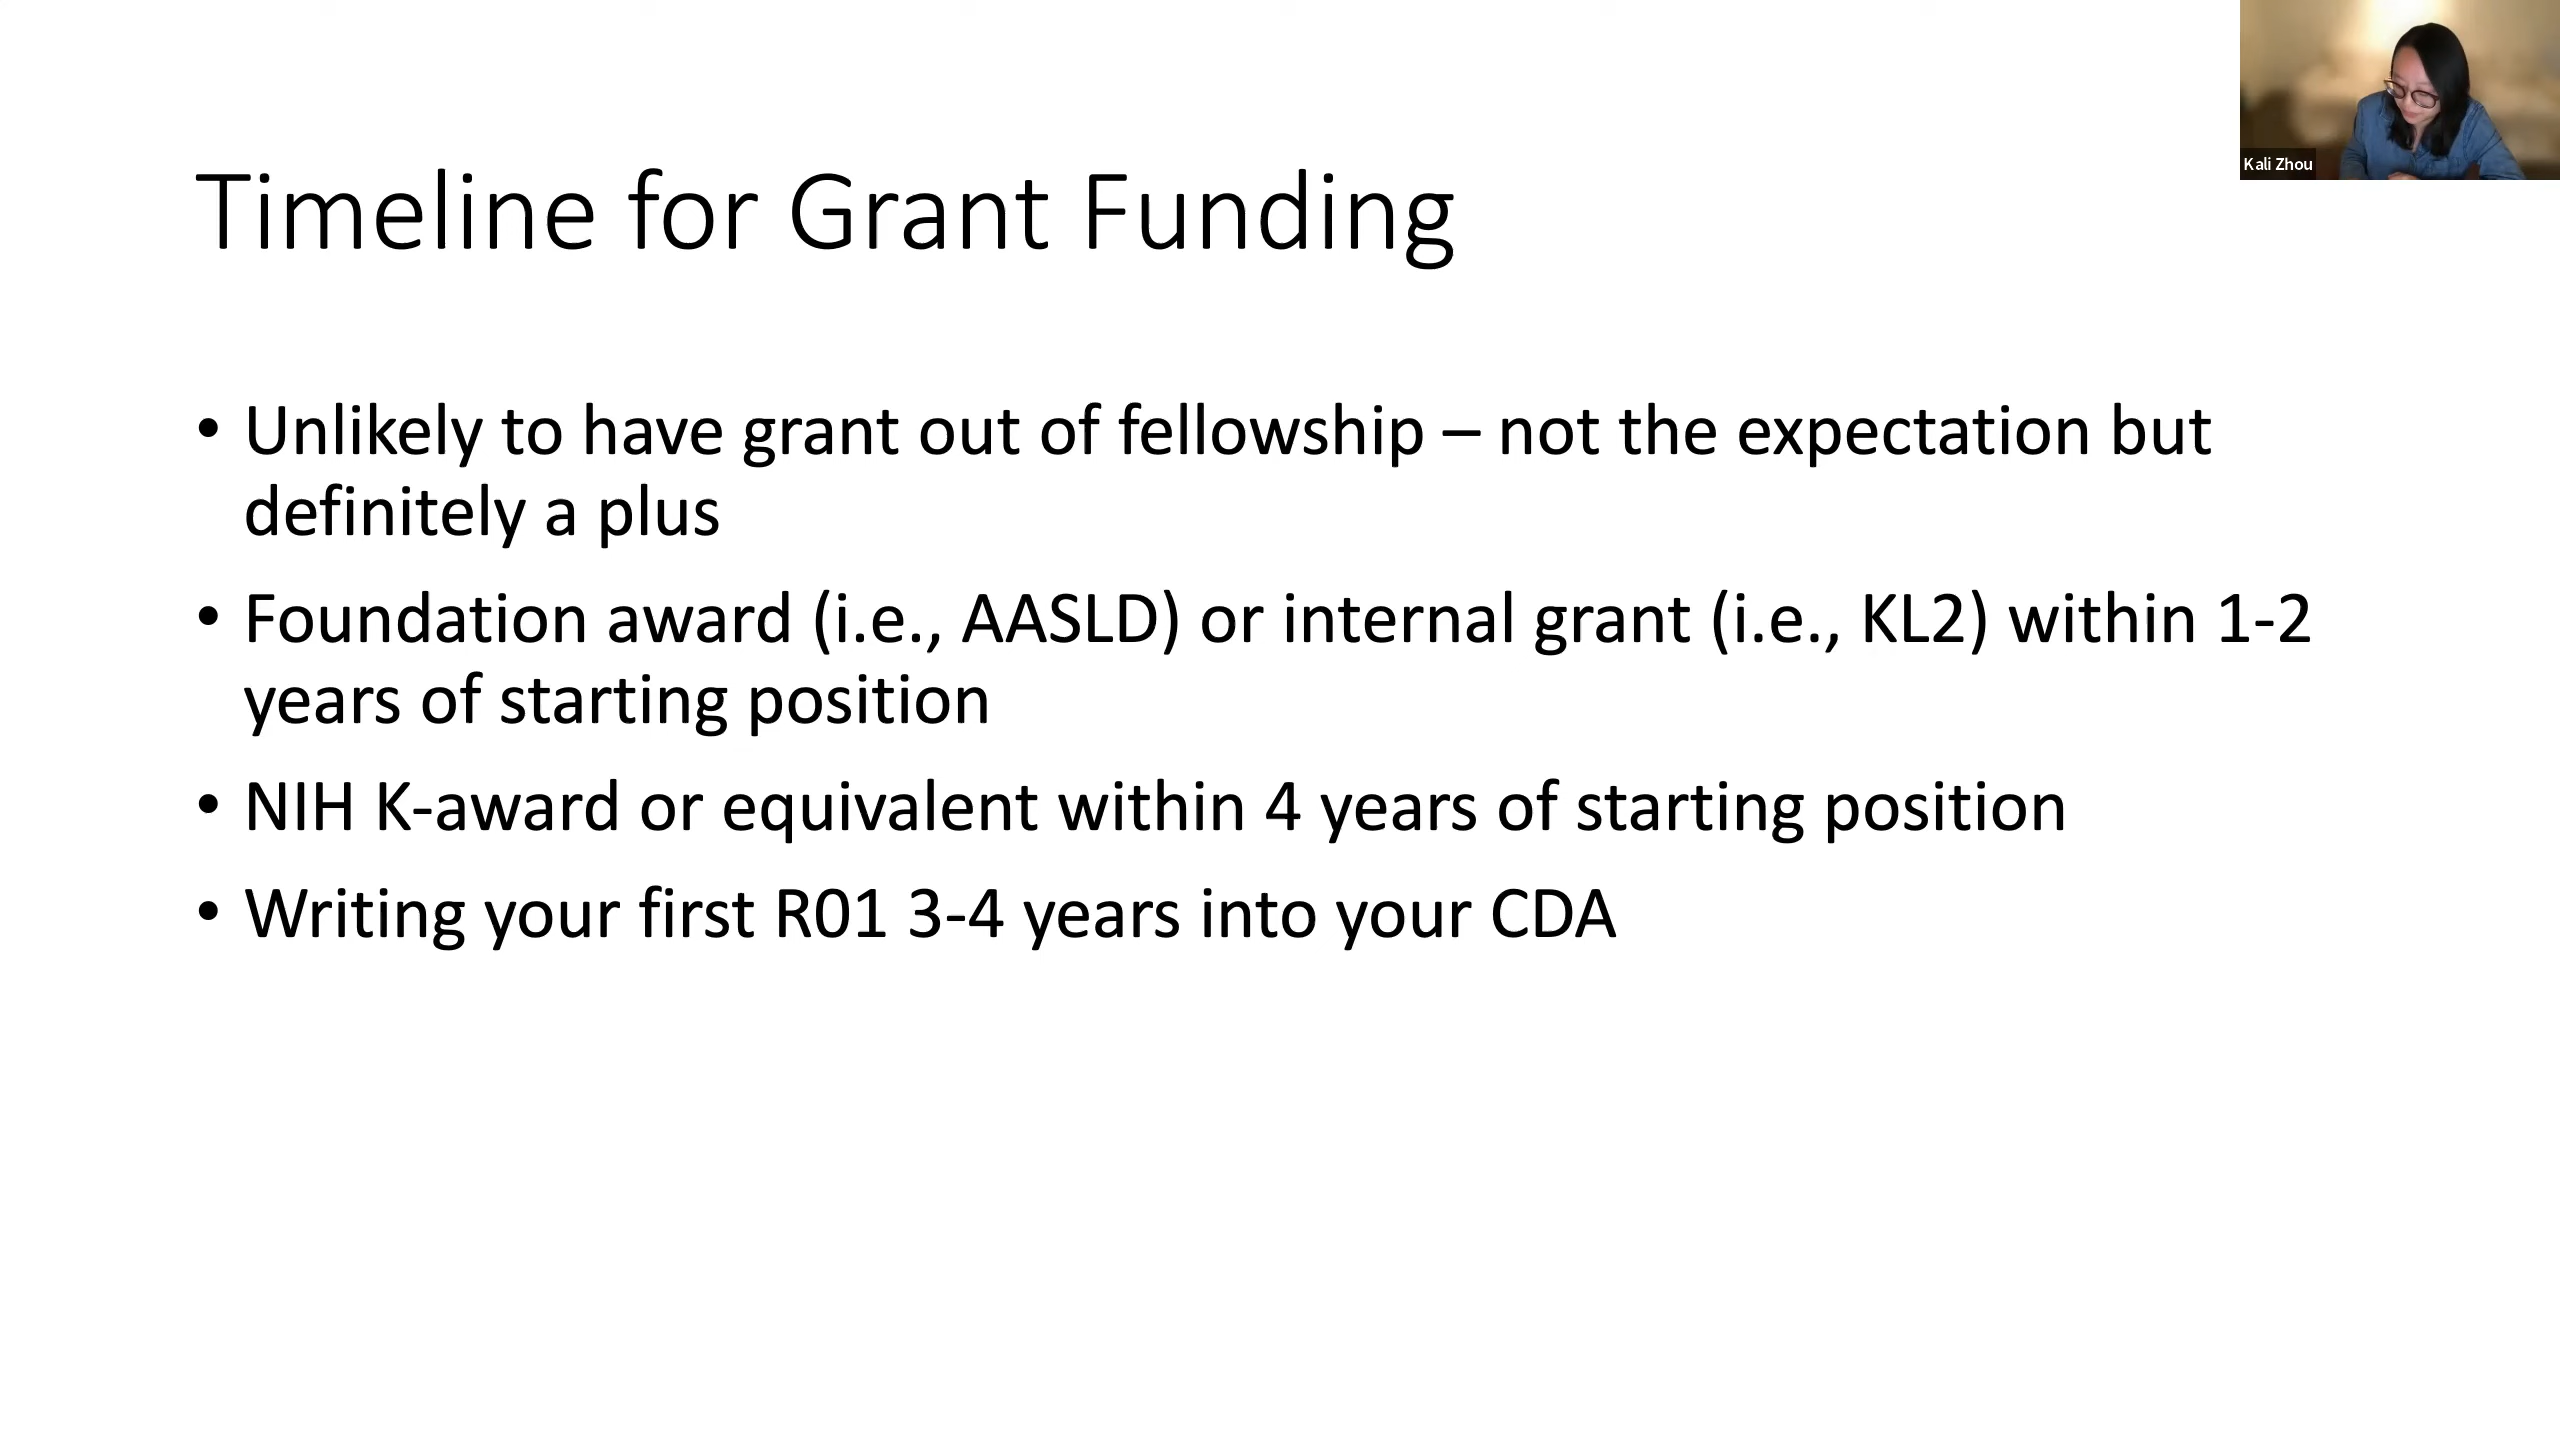 Kali Zhou
Timeline for Grant Funding
• Unlikely to have grant out of fellowship – not the expectation but
definitely a plus
• Foundation award (i.e., AASLD) or internal grant (i.e., KL2) within 1-2
years of starting position
• NIH K-award or equivalent within 4 years of starting position
• Writing your first R01 3-4 years into your CDA